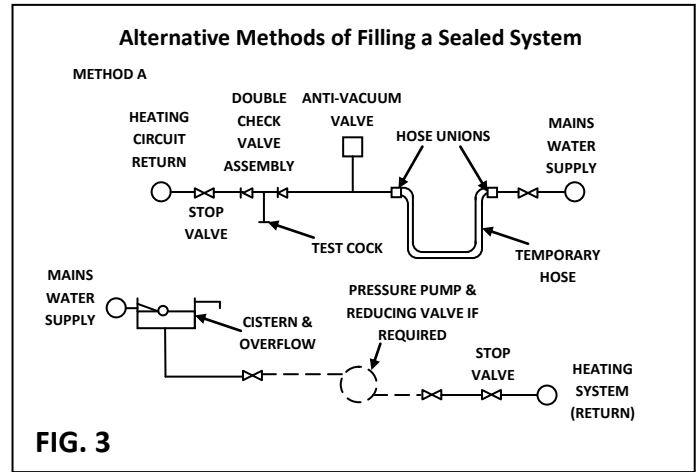 Alternative Methods of Filling a Sealed System
METHOD A
HEATING
CIRCUIT
RETURN
DOUBLE
CHECK
VALVE
ASSEMBLY
ANTI-VACUUM
VALVE
HOSE UNIONS
MAINS
WATER
SUPPLY
STOP
VALVE
TEST COCK
TEMPORARY
HOSE
MAINS
WATER
SUPPLY
CISTERN &
OVERFLOW
PRESSURE PUMP &
REDUCING VALVE IF
REQUIRED
STOP
VALVE
HEATING
SYSTEM
(RETURN)
FIG. 3